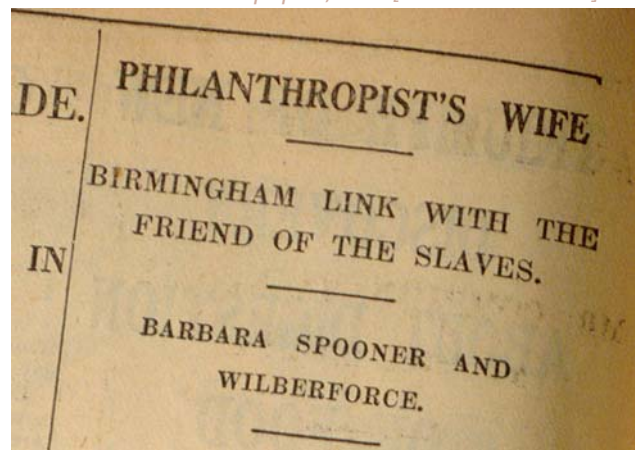 PHILANTHROPIST'S WIFE
BIRMINGHAM LINK WITH THE
FRIEND OF THE SLAVES.
BARBARA SPOONER AND
WILBERFORCE.
DE.
IN